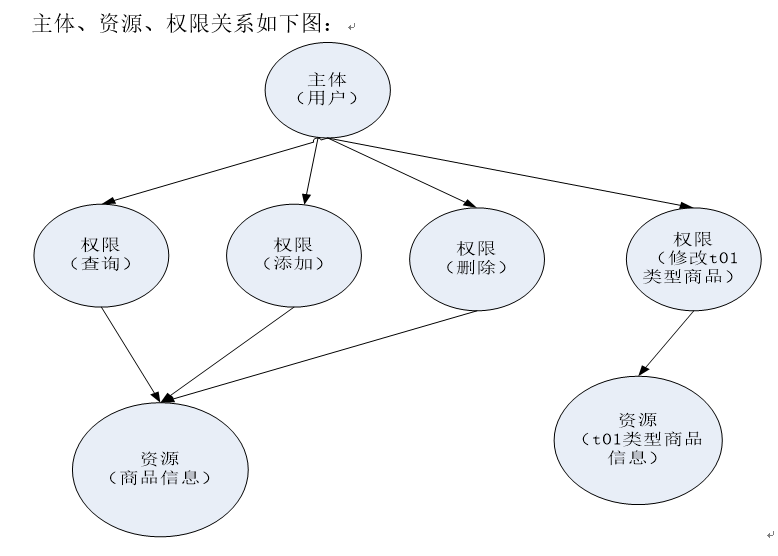 主体、资源、权限关系如下图：
主体
（用户）
权限
（查询）
权限
（添加）
权限
（删除）
权限
（修改t01
类型商品）
资源
（商品信息）
资源
（t01类型商品
信息）